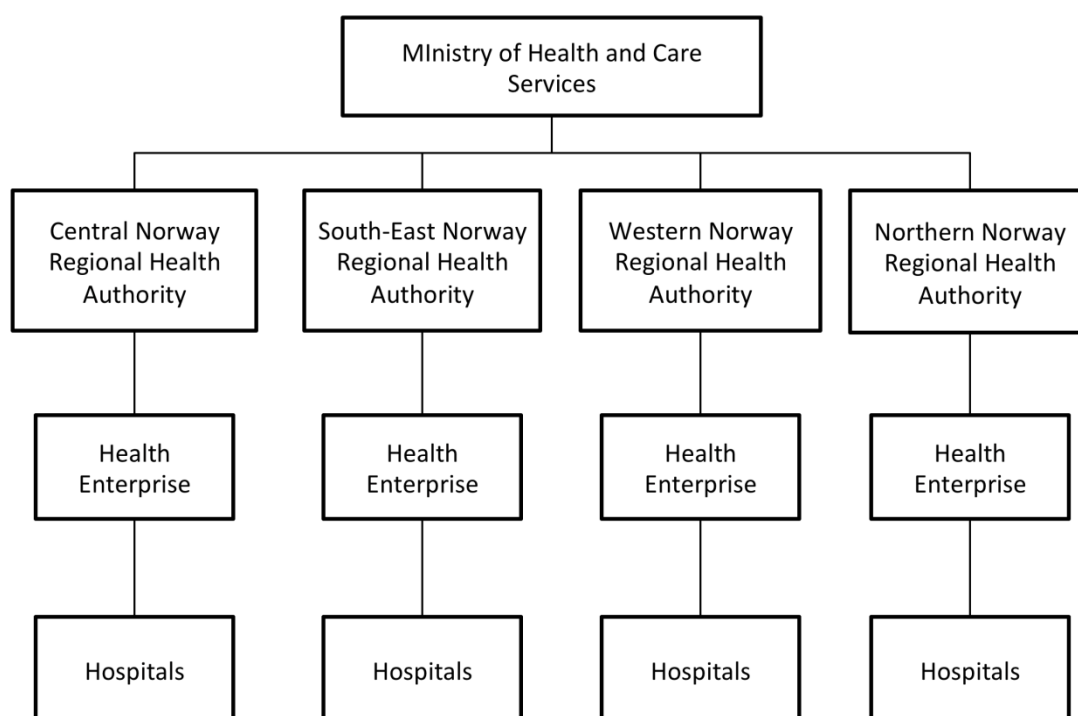 MInistry of Health and Care
Services
Central Norway
Regional Health
Authority
South-East Norway
Regional Health
Authority
Western Norway
Regional Health
Authority
Northern Norway
Regional Health
Authority
Health
Enterprise
Health
Enterprise
Health
Enterprise
Health
Enterprise
Hospitals
Hospitals
Hospitals
Hospitals